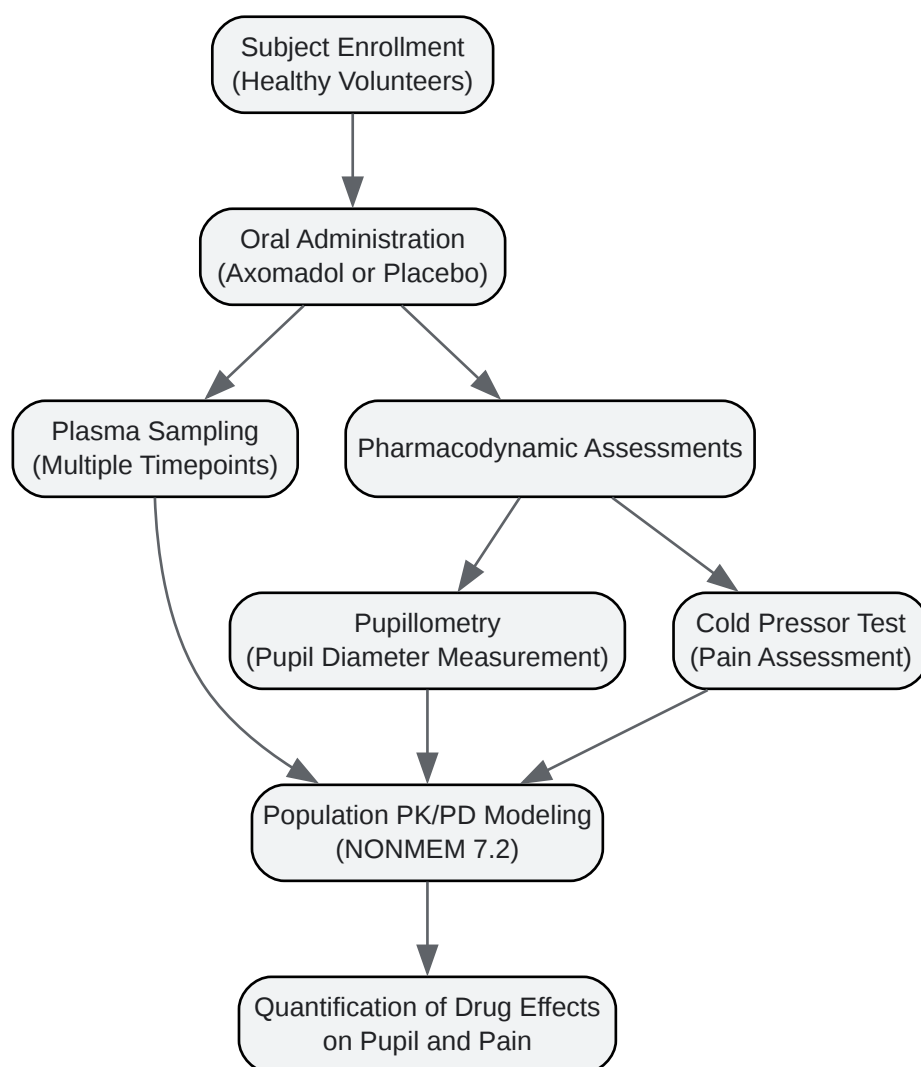 Subject Enrollment
(Healthy Volunteers)
Oral Administration
(Axomadol or Placebo)
Plasma Sampling
(Multiple Timepoints)
Pharmacodynamic Assessments
Pupillometry
(Pupil Diameter Measurement)
Cold Pressor Test
(Pain Assessment)
Population PK/PD Modeling
(NONMEM 7.2)
Quantification of Drug Effects
on Pupil and Pain